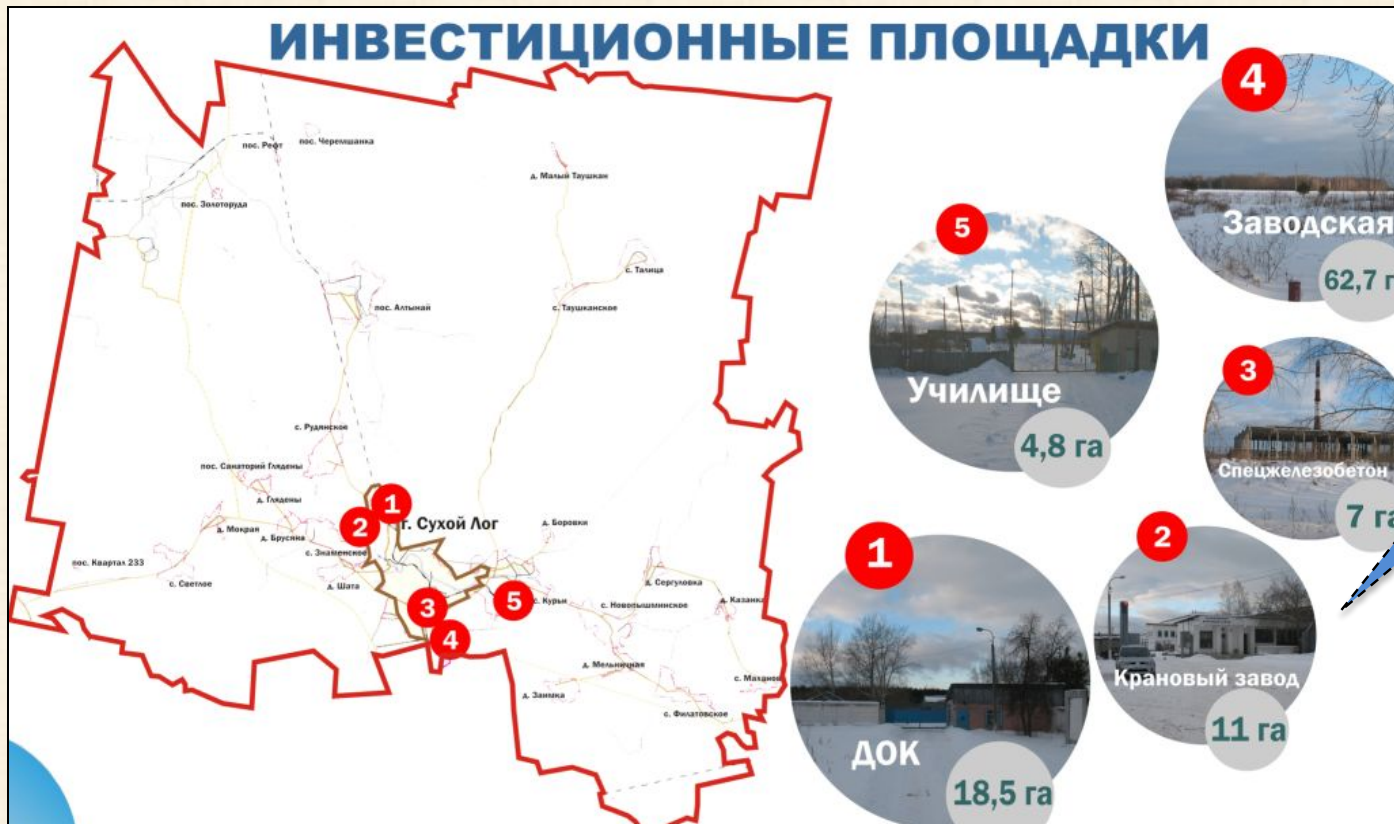 ИНВЕСТИЦИОННЫЕ ПЛОЩАДКИ
пос. Рефт
пос. Черемшанка
д. Малый Таушкан
пос. Золоторуда
с. Талица
пос. Алтынай
с. Таушканское
с. Рудянское
пос. Санаторий Глядены
д. Глядены
1
2
г. Сухой Лог
д. Мокрая
д. Брусяна
с. Знаменское
д. Боровки
пос. Квартал 233
с. Светлое
д. Шата
3
4
5
с. Курьи
д. Сергуловка
с. Новопышминское
д. Казанка
д. Мельничная
д. Заимка
с. Филатовское
4
Заводская
62,7 г
5
Училище
4,8 га
3
Спецжелезобетон
7 га
1
ДОК
18,5 га
2
Крановый завод
11 га